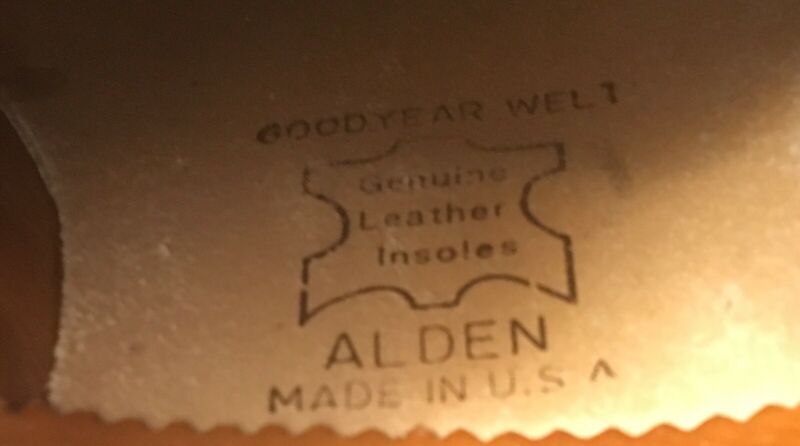 GOODYEAR WELT
Genuine
Leather
Insoles
ALDEN
MADE IN U.S A